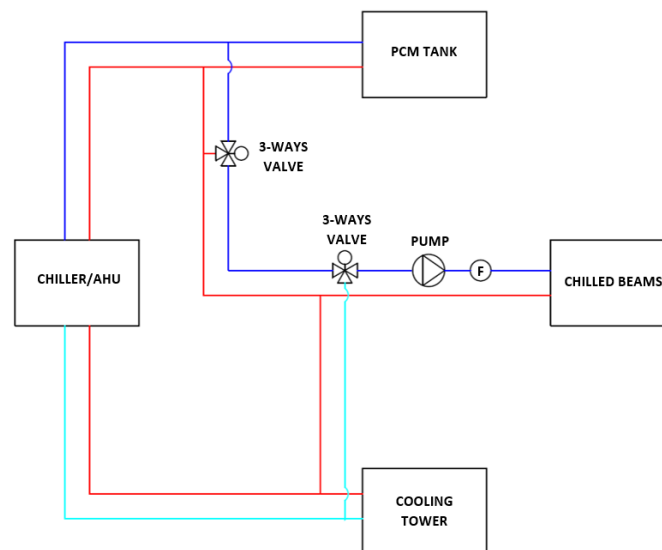 PCM TANK
3-WAYS
VALVE
3-WAYS
VALVE
PUMP
F
CHILLER/AHU
CHILLED BEAMS
COOLING
TOWER